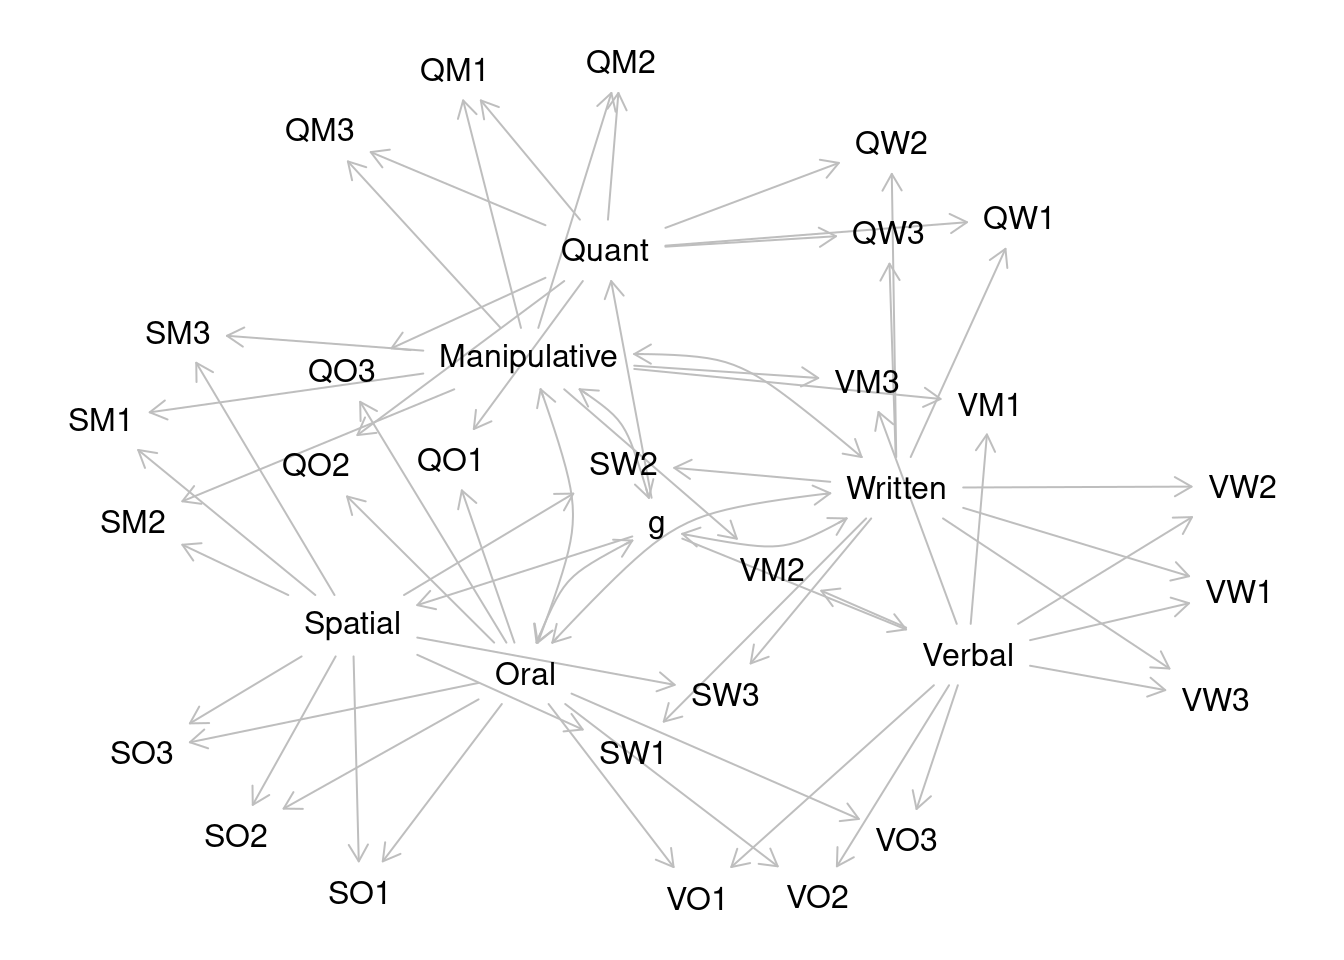 QM2
QM1
QM3
QW2
QW1
QW3
Quant
SM3
Manipulative
QO3
VM3
VM1
SM1
QO1
SW2
QO2
Written
VW2
SM2
g
VM2
VW1
Spatial
Verbal
Oral
SW3
VW3
SO3
SW1
SO2
VO3
SO1
VO2
VO1